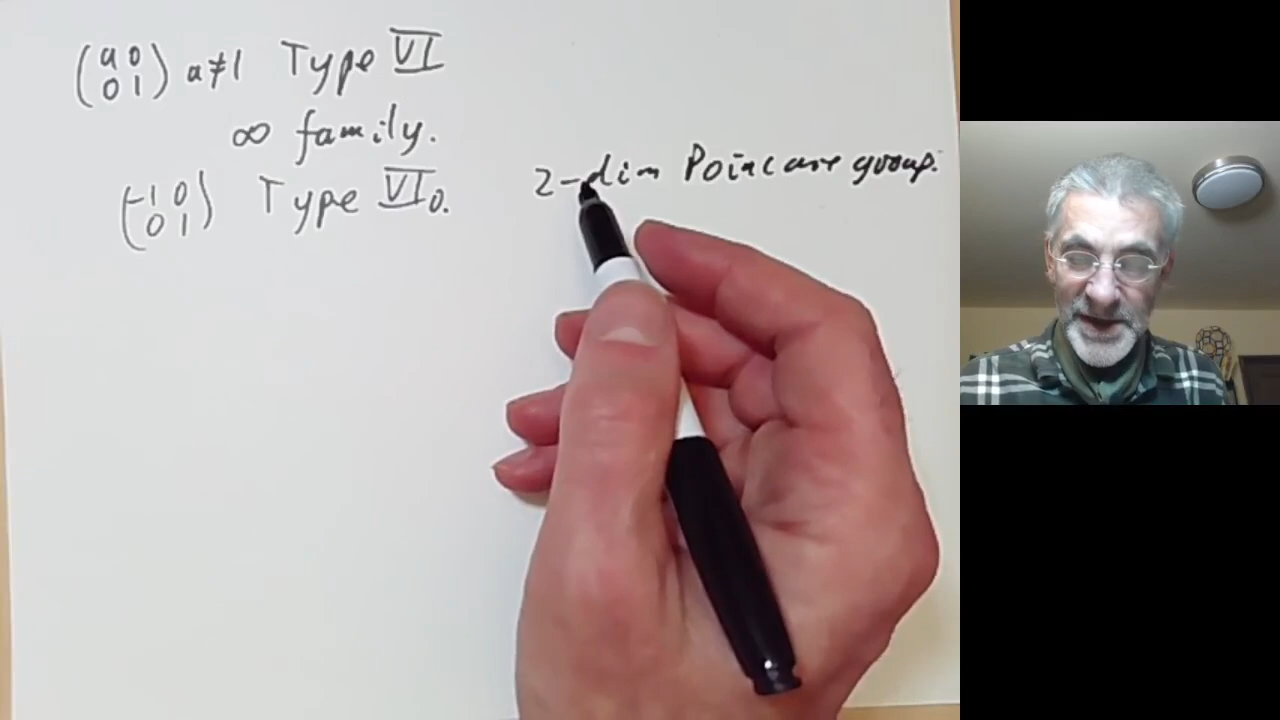 (a 0
0 1) a≠1 Type VI
∞ family.
(-1 0
0 1) Type VI₀.
2-dim Poincare group.